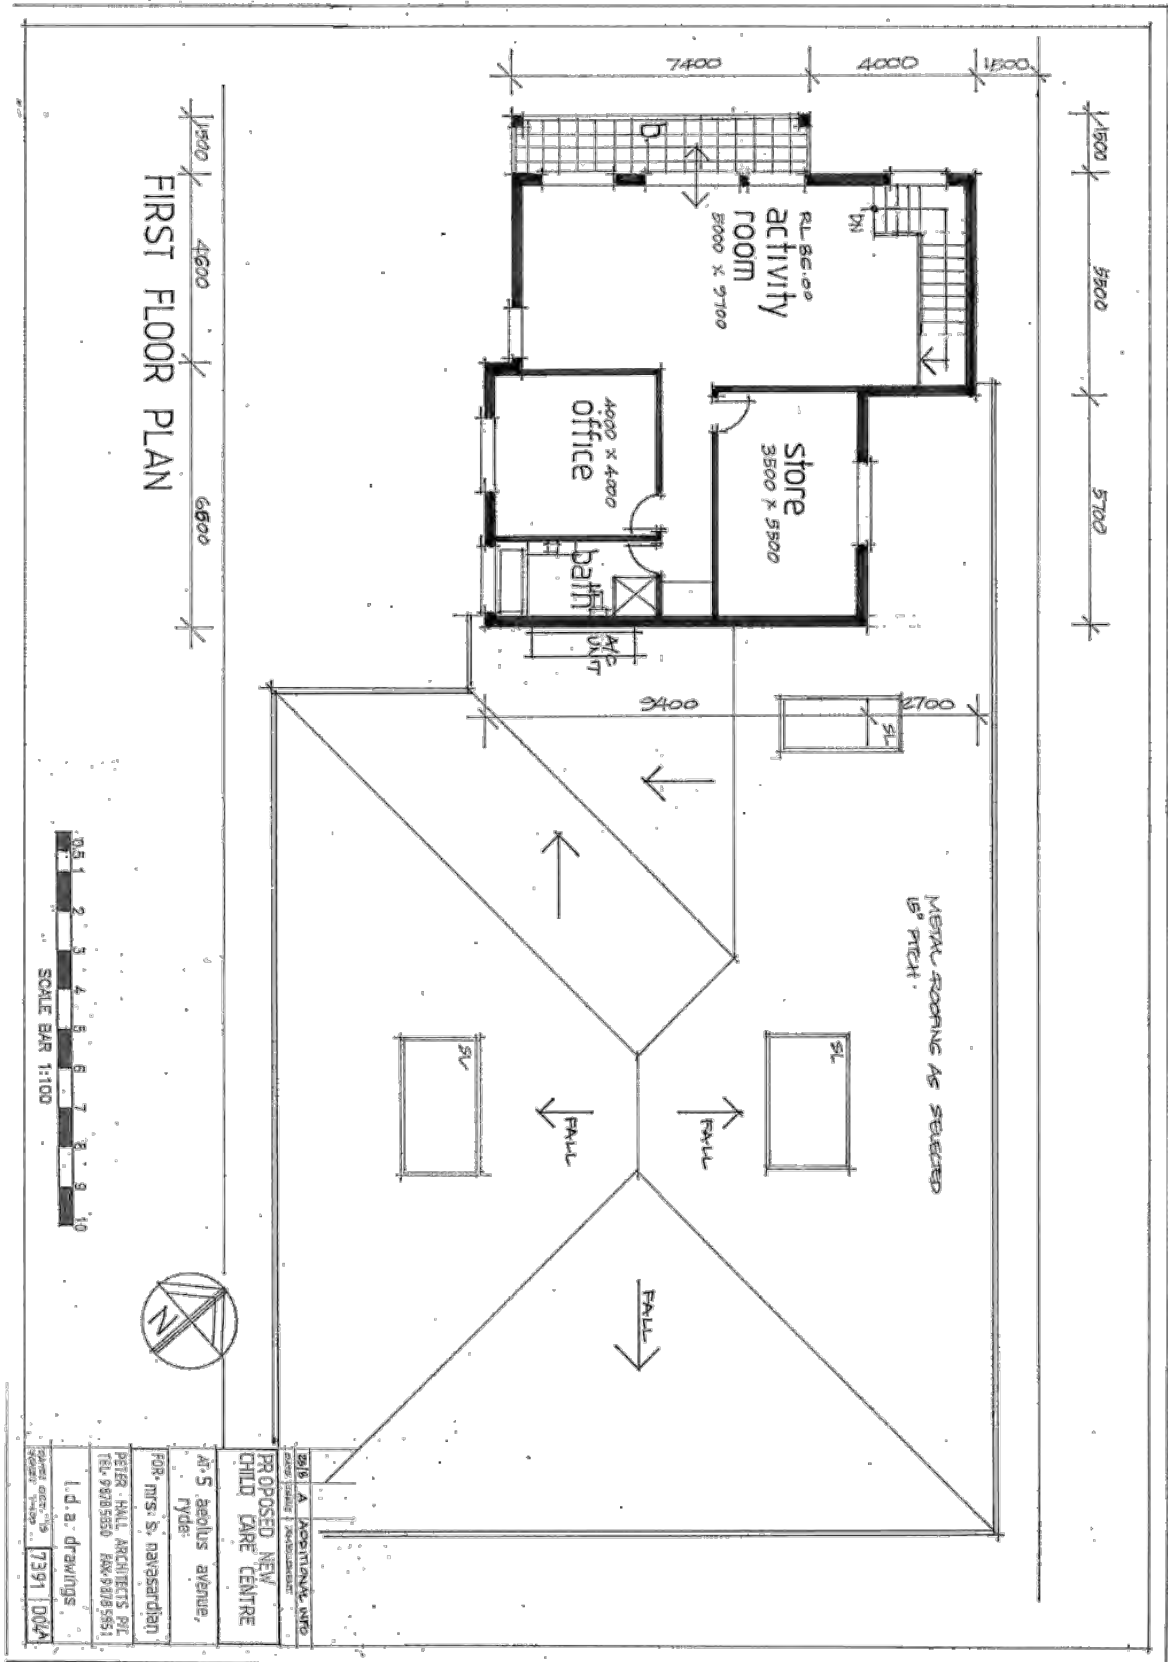 1500
5500
5700
1500
4000
7400
b
DN
RL 86.00
activity
room
5000 X 9700
store
3500 X 5500
4000 X 4000
office
bath
A/C
UNIT
2700
9400
SL
METAL ROOFING AS SELECTED
15° PITCH.
SL
SL
FALL
FALL
FALL
1500
4600
6800
FIRST FLOOR PLAN
0 .5 1 2 3 4 5 6 7 8 9 10
SCALE BAR 1:100
N
A ADDITIONAL INFO
PROPOSED NEW
CHILD CARE CENTRE
AT: 5 aeolus avenue,
ryde.
FOR: mrs. s. navasardian
PETER HALL ARCHITECTS P/L
l.d.a. drawings
7391 D04A